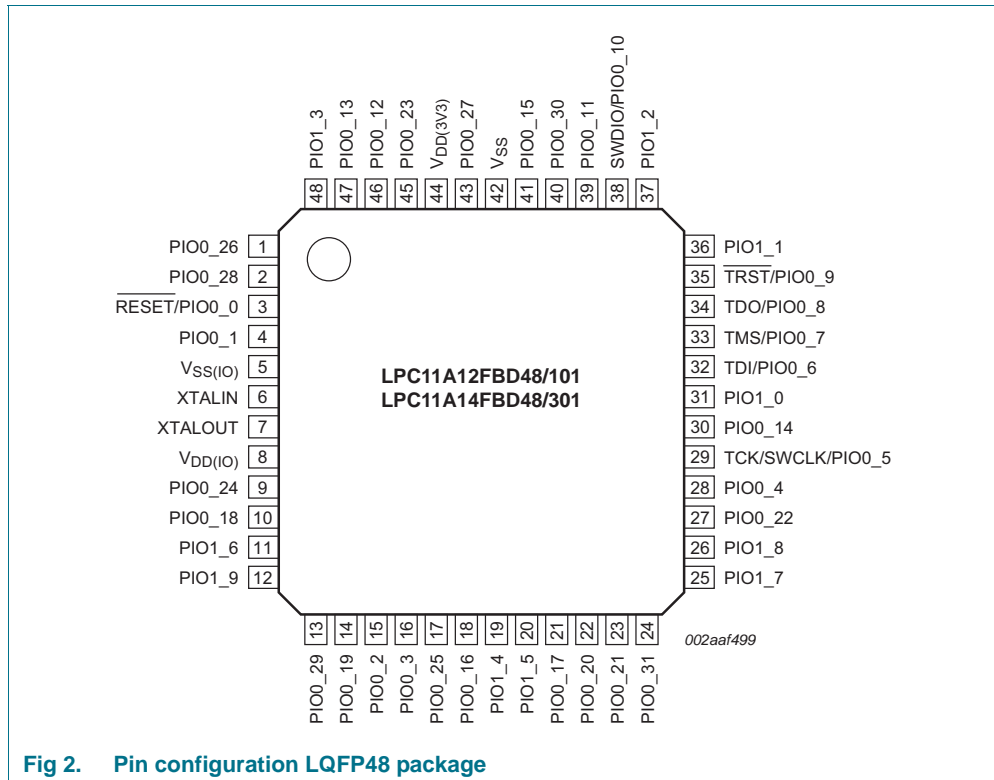 48 PIO1_3
47 PIO0_13
46 PIO0_12
45 PIO0_23
44 VDD(3V3)
43 PIO0_27
42 VSS
41 PIO0_15
40 PIO0_30
39 PIO0_11
38 SWDIO/PIO0_10
37 PIO1_2
PIO0_26 1
PIO0_28 2
RESET/PIO0_0 3
PIO0_1 4
VSS(IO) 5
XTALIN 6
XTALOUT 7
VDD(IO) 8
PIO0_24 9
PIO0_18 10
PIO1_6 11
PIO1_9 12
LPC11A12FBD48/101
LPC11A14FBD48/301
36 PIO1_1
35 TRST/PIO0_9
34 TDO/PIO0_8
33 TMS/PIO0_7
32 TDI/PIO0_6
31 PIO1_0
30 PIO0_14
29 TCK/SWCLK/PIO0_5
28 PIO0_4
27 PIO0_22
26 PIO1_8
25 PIO1_7
PIO0_29 13
PIO0_19 14
PIO0_2 15
PIO0_3 16
PIO0_25 17
PIO0_16 18
PIO1_4 19
PIO1_5 20
PIO0_17 21
PIO0_20 22
PIO0_21 23
PIO0_31 24
002aaf499
Fig 2. Pin configuration LQFP48 package